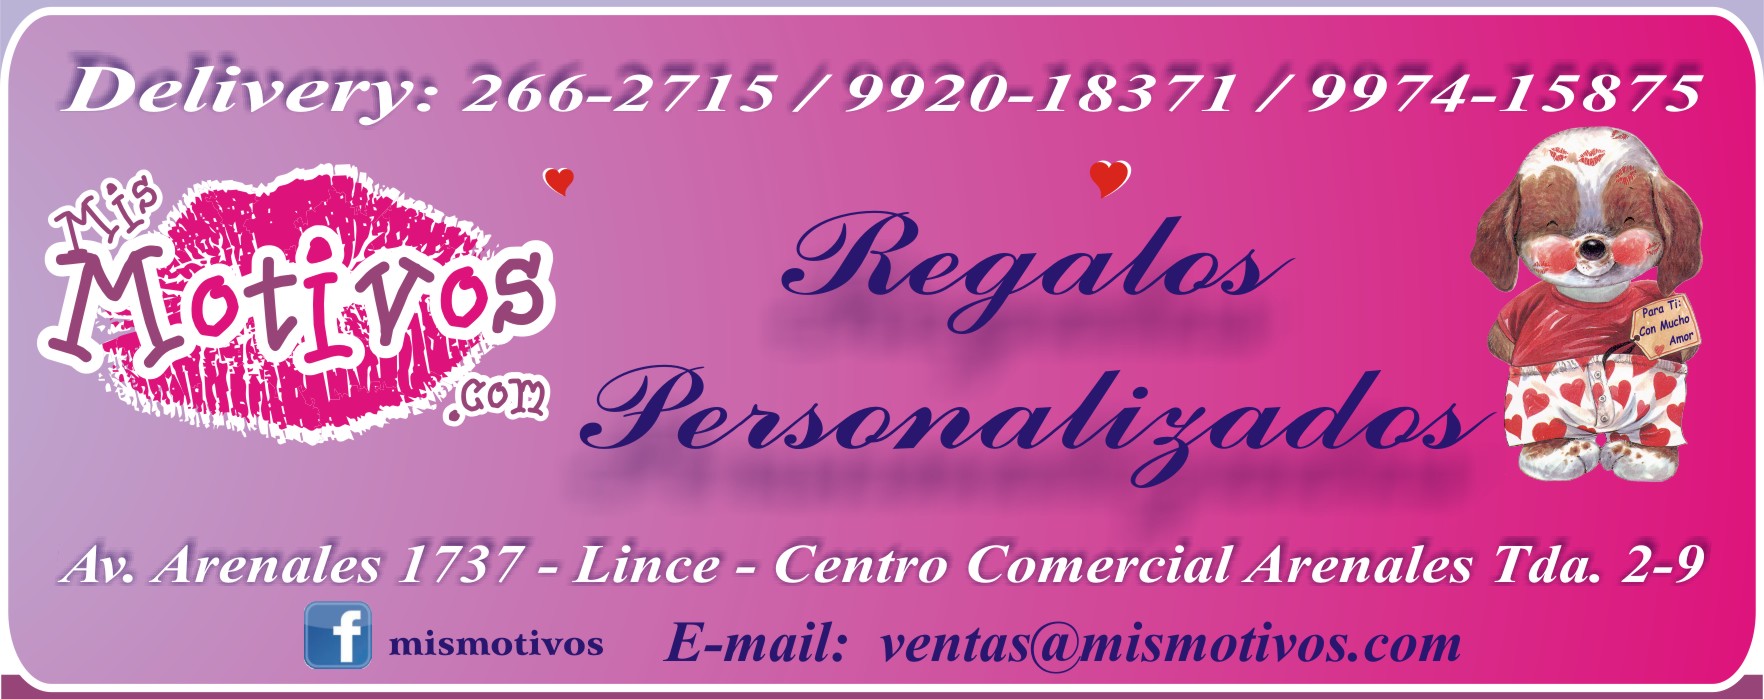 Delivery: 266-2715 / 9920-18371 / 9974-15875
Mis
Motivos
.com
Regalos
Personalizados
Para Ti:
Con Mucho
Amor
Av. Arenales 1737 - Lince - Centro Comercial Arenales Tda. 2-9
f mismotivos E-mail: ventas@mismotivos.com